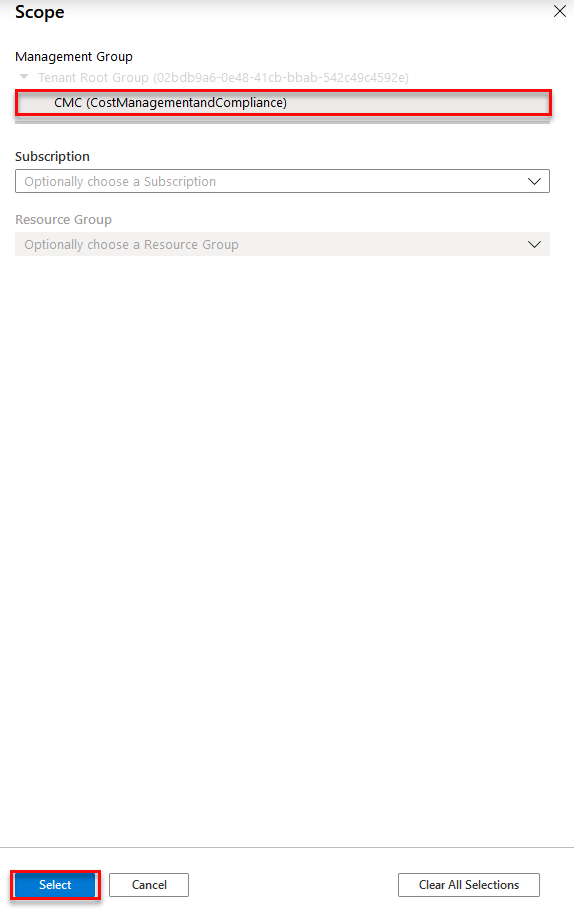 Scope
Management Group
Tenant Root Group (02bdb9a6-0e48-41cb-bbab-542c49c4592e)
CMC (CostManagementandCompliance)
Subscription
Optionally choose a Subscription
Resource Group
Optionally choose a Resource Group
Select
Cancel
Clear All Selections